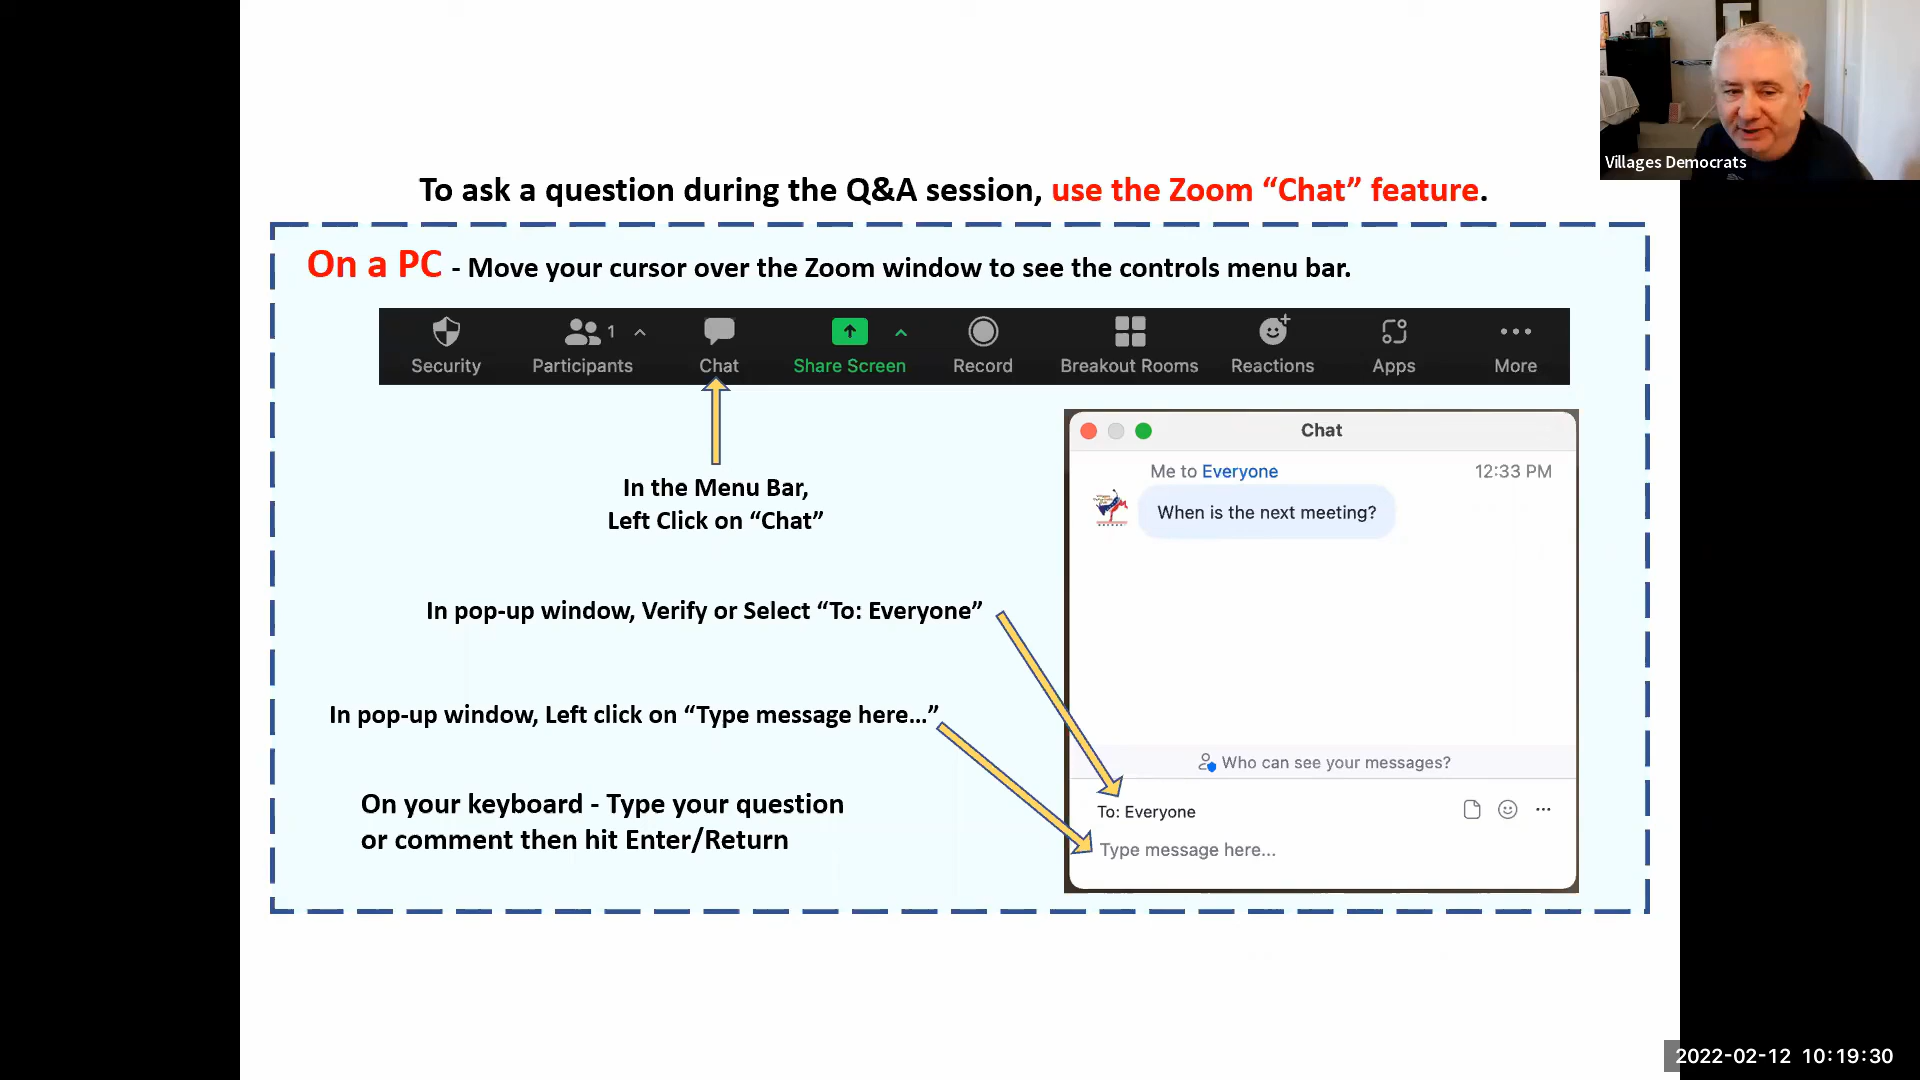 Villages Democrats
To ask a question during the Q&A session, use the Zoom “Chat” feature.
On a PC - Move your cursor over the Zoom window to see the controls menu bar.
1
Security Participants Chat Share Screen Record Breakout Rooms Reactions Apps More
In the Menu Bar,
Left Click on “Chat”
In pop-up window, Verify or Select “To: Everyone”
In pop-up window, Left click on “Type message here...”
On your keyboard - Type your question
or comment then hit Enter/Return
Chat
Me to Everyone 12:33 PM
When is the next meeting?
Who can see your messages?
To: Everyone
Type message here...
2022-02-12 10:19:30